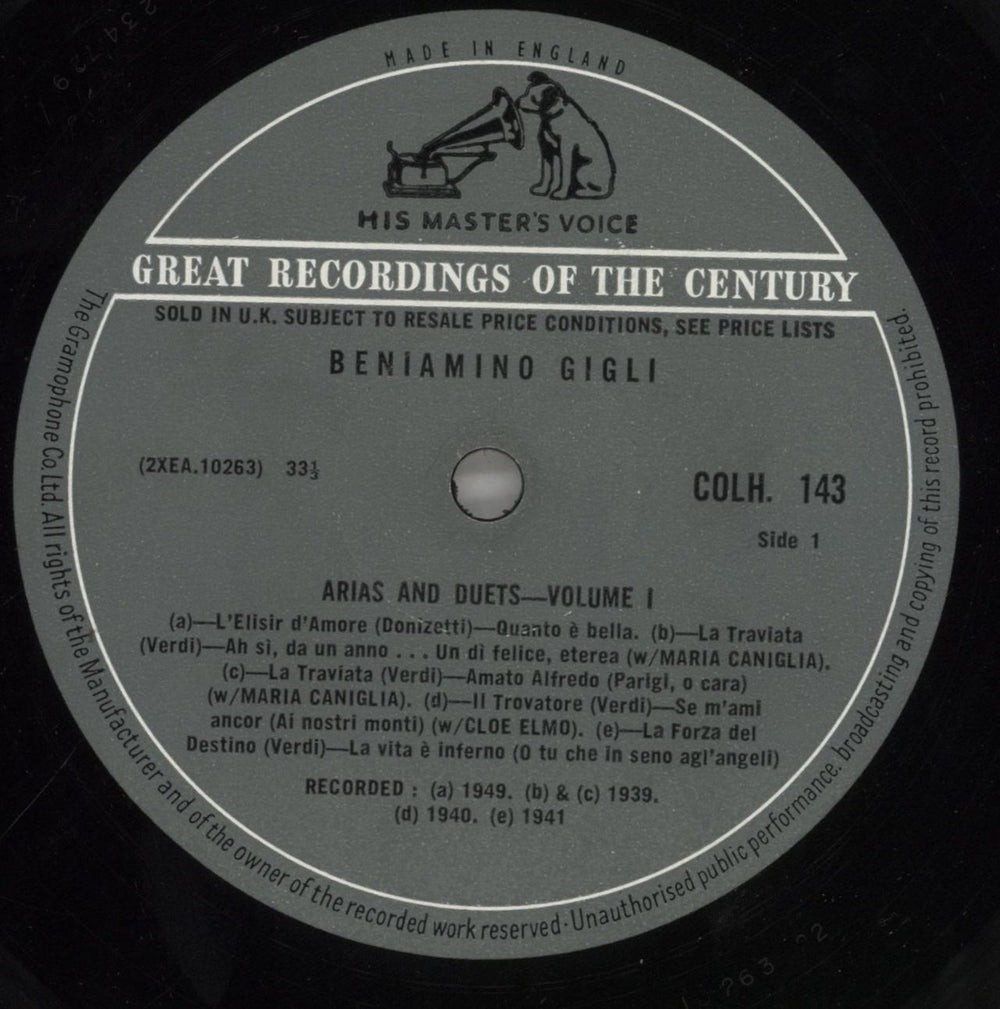 MADE IN ENGLAND
HIS MASTER'S VOICE
GREAT RECORDINGS OF THE CENTURY
SOLD IN U.K. SUBJECT TO RESALE PRICE CONDITIONS, SEE PRICE LISTS
BENIAMINO GIGLI
(2XEA.10263) 33⅓
COLH. 143
Side 1
ARIAS AND DUETS—VOLUME I
(a)—L'Elisir d'Amore (Donizetti)—Quanto è bella. (b)—La Traviata
(Verdi)—Ah sì, da un anno . . . Un dì felice, eterea (w/MARIA CANIGLIA).
(c)—La Traviata (Verdi)—Amato Alfredo (Parigi, o cara)
(w/MARIA CANIGLIA). (d)—Il Trovatore (Verdi)—Se m'ami
ancor (Ai nostri monti) (w/CLOE ELMO). (e)—La Forza del
Destino (Verdi)—La vita è inferno (O tu che in seno agl'angeli)
RECORDED : (a) 1949. (b) & (c) 1939.
(d) 1940. (e) 1941
The Gramophone Co. Ltd. All rights of the Manufacturer and of the owner of the recorded work reserved · Unauthorised public performance, broadcasting and copying of this record prohibited.